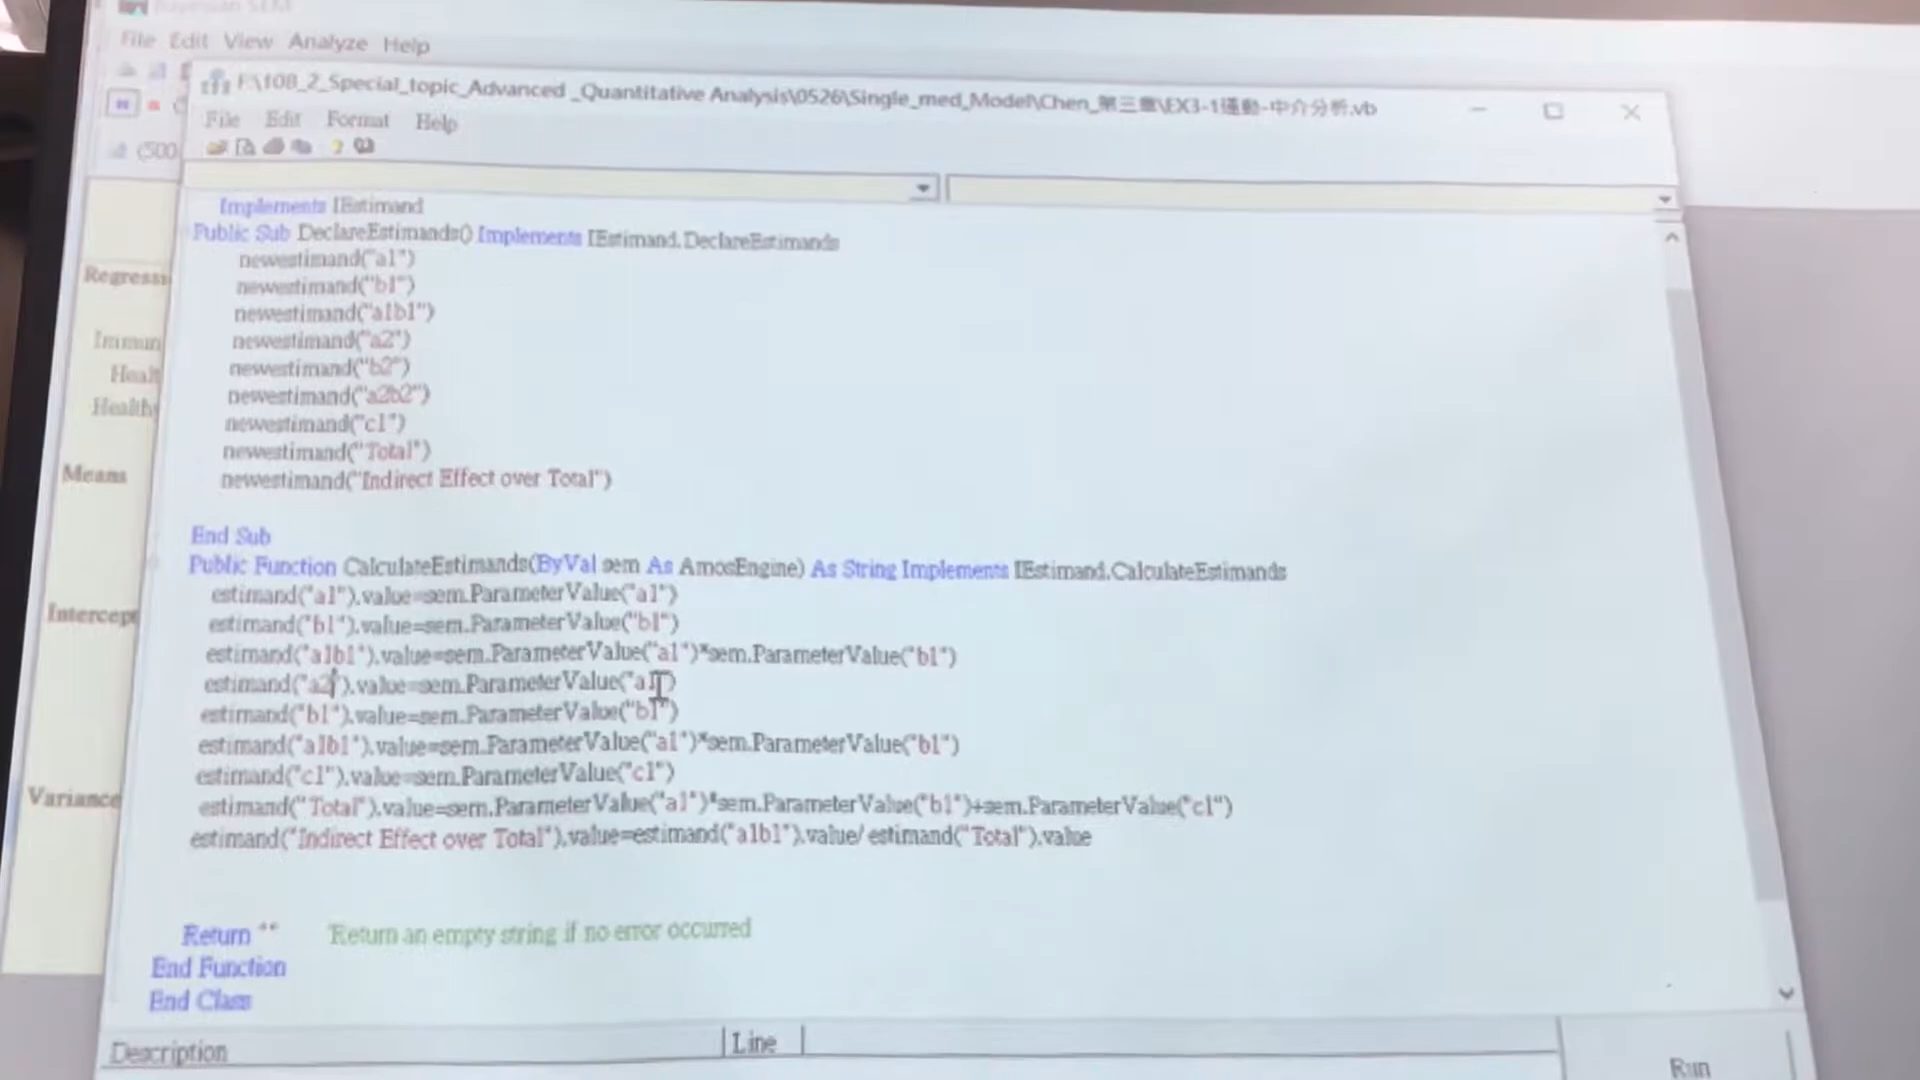 Bayesian SEM
File Edit View Analyze Help
F:\108_2_Special_topic_Advanced _Quantitative Analysis\0526\Single_med_Model\Chen_第三章\EX3-1運動-中介分析.vb
File Edit Format Help
(500
Implements IEstimand
Public Sub DeclareEstimands() Implements IEstimand.DeclareEstimands
newestimand("a1")
newestimand("b1")
newestimand("a1b1")
newestimand("a2")
newestimand("b2")
newestimand("a2b2")
newestimand("c1")
newestimand("Total")
newestimand("Indirect Effect over Total")
End Sub
Public Function CalculateEstimands(ByVal sem As AmosEngine) As String Implements IEstimand.CalculateEstimands
estimand("a1").value=sem.ParameterValue("a1")
estimand("b1").value=sem.ParameterValue("b1")
estimand("a1b1").value=sem.ParameterValue("a1")*sem.ParameterValue("b1")
estimand("a2").value=sem.ParameterValue("a1")
estimand("b1").value=sem.ParameterValue("b1")
estimand("a1b1").value=sem.ParameterValue("a1")*sem.ParameterValue("b1")
estimand("c1").value=sem.ParameterValue("c1")
estimand("Total").value=sem.ParameterValue("a1")*sem.ParameterValue("b1")+sem.ParameterValue("c1")
estimand("Indirect Effect over Total").value=estimand("a1b1").value/ estimand("Total").value
Return "" 'Return an empty string if no error occurred
End Function
End Class
Description Line
Run
Regressi
Immun
Healt
Healthy
Means
Intercept
Variance